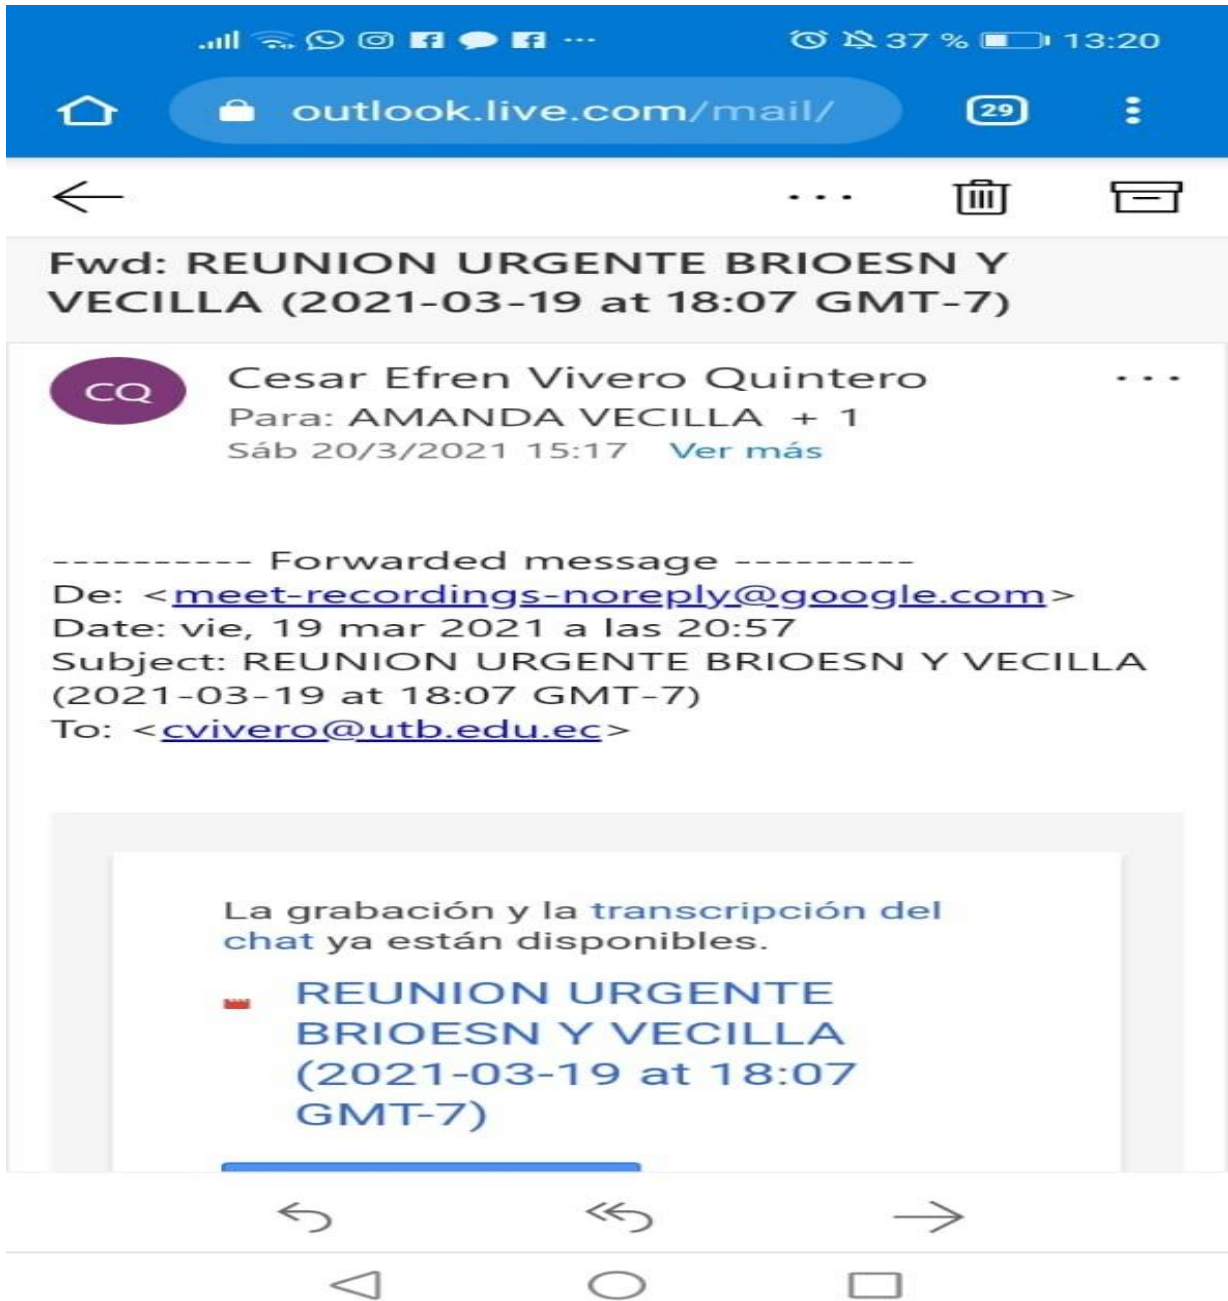 37 % 13:20
outlook.live.com/mail/ 29
Fwd: REUNION URGENTE BRIOESN Y
VECILLA (2021-03-19 at 18:07 GMT-7)
CQ
Cesar Efren Vivero Quintero
Para: AMANDA VECILLA + 1
Sáb 20/3/2021 15:17 Ver más
---------- Forwarded message ---------
De: <meet-recordings-noreply@google.com>
Date: vie, 19 mar 2021 a las 20:57
Subject: REUNION URGENTE BRIOESN Y VECILLA
(2021-03-19 at 18:07 GMT-7)
To: <cvivero@utb.edu.ec>
La grabación y la transcripción del
chat ya están disponibles.
REUNION URGENTE
BRIOESN Y VECILLA
(2021-03-19 at 18:07
GMT-7)